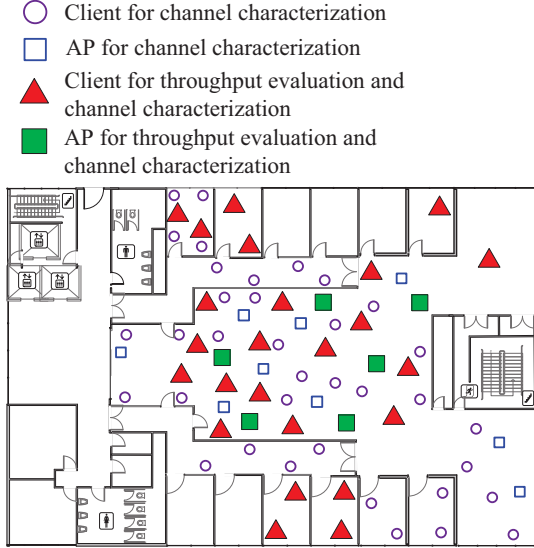 Client for channel characterization
AP for channel characterization
Client for throughput evaluation and
channel characterization
AP for throughput evaluation and
channel characterization